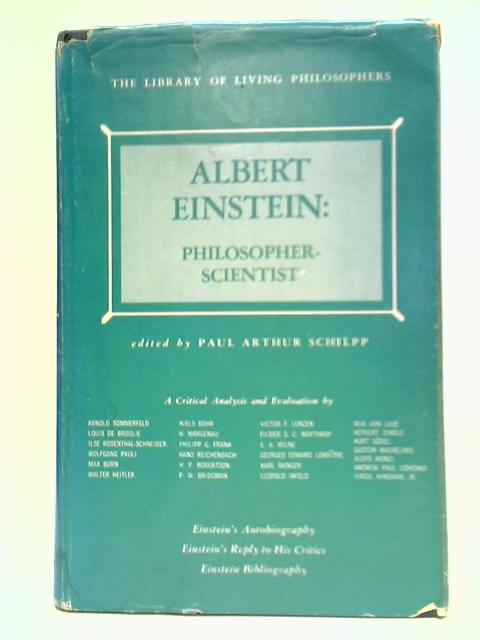 THE LIBRARY OF LIVING PHILOSOPHERS
ALBERT
EINSTEIN:
PHILOSOPHER-
SCIENTIST
edited by PAUL ARTHUR SCHILPP
A Critical Analysis and Evaluation by
ARNOLD SOMMERFELD
LOUIS DE BROGLIE
ILSE ROSENTHAL-SCHNEIDER
WOLFGANG PAULI
MAX BORN
WALTER HEITLER
NIELS BOHR
H. MARGENAU
PHILIPP G. FRANK
HANS REICHENBACH
H. P. ROBERTSON
P. W. BRIDGMAN
VICTOR F. LENZEN
FILMER S. C. NORTHROP
E. A. MILNE
GEORGES EDWARD LEMAÎTRE
KARL MENGER
LEOPOLD INFELD
MAX VON LAUE
HERBERT DINGLE
KURT GÖDEL
GASTON BACHELARD
ALOYS WENZL
ANDREW PAUL USHENKO
VIRGIL HINSHAW, JR.
Einstein's Autobiography
Einstein's Reply to His Critics
Einstein Bibliography